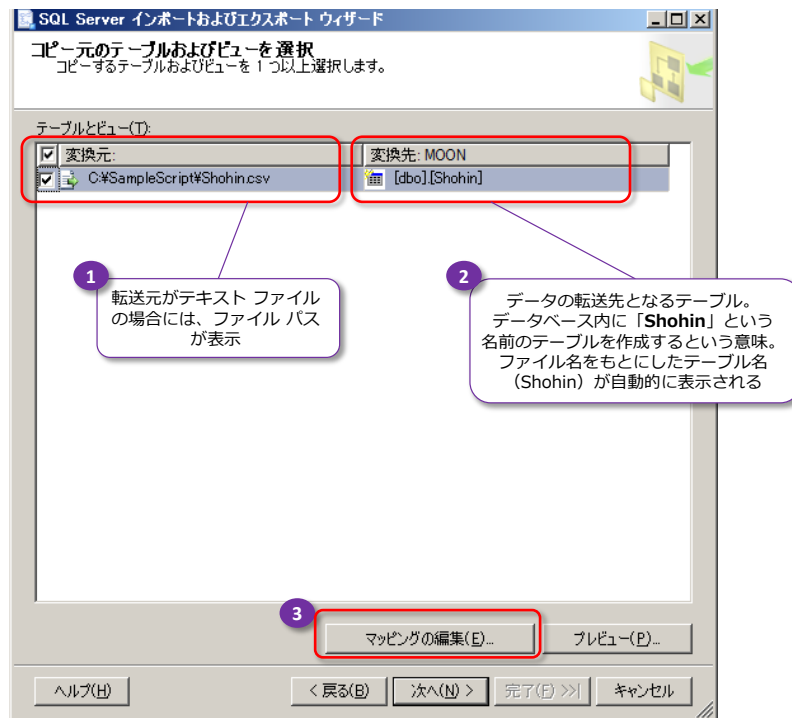 SQL Server インポートおよびエクスポート ウィザード
コピー元のテーブルおよびビューを選択
コピーするテーブルおよびビューを 1 つ以上選択します。
テーブルとビュー(T):
変換元:
変換先: MOON
C:¥SampleScript¥Shohin.csv
[dbo].[Shohin]
1
転送元がテキスト ファイル
の場合には、ファイル パス
が表示
2
データの転送先となるテーブル。
データベース内に「Shohin」という
名前のテーブルを作成するという意味。
ファイル名をもとにしたテーブル名
（Shohin）が自動的に表示される
3
マッピングの編集(E)...
プレビュー(P)...
ヘルプ(H)
< 戻る(B)
次へ(N) >
完了(F) >>|
キャンセル